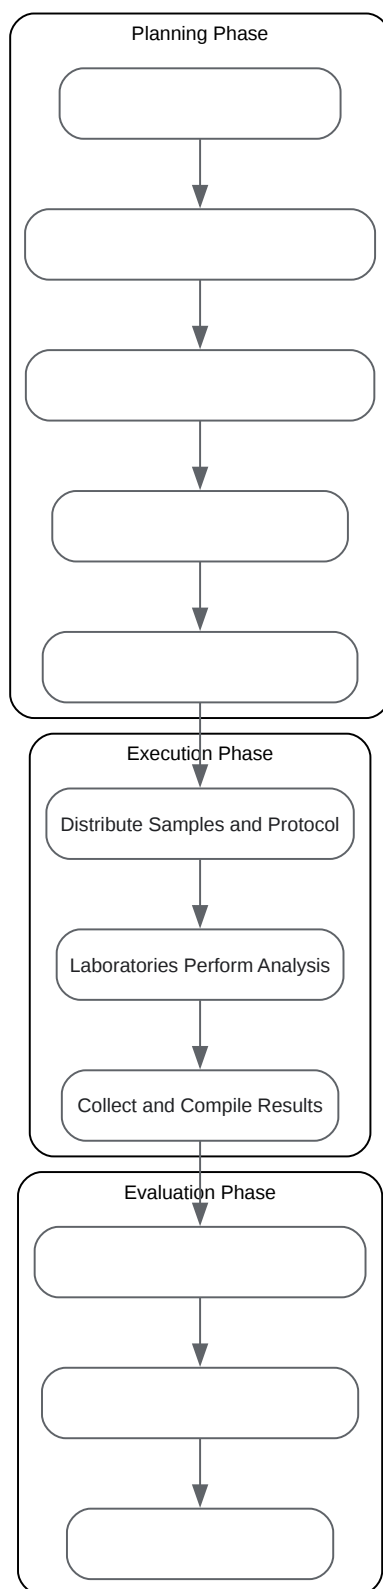 Planning Phase
Execution Phase
Distribute Samples and Protocol
Laboratories Perform Analysis
Collect and Compile Results
Evaluation Phase